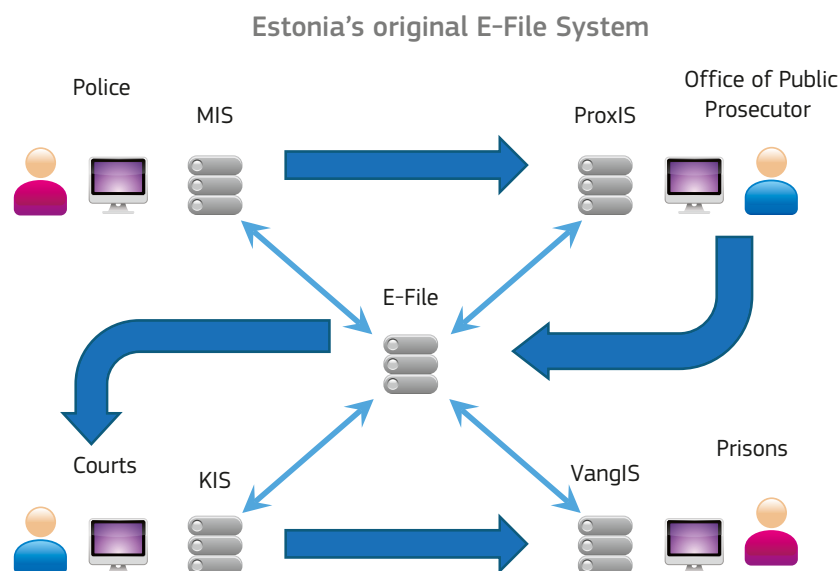 Estonia's original E-File System
Police
MIS
ProxIS
Office of Public
Prosecutor
E-File
Courts
KIS
VangIS
Prisons